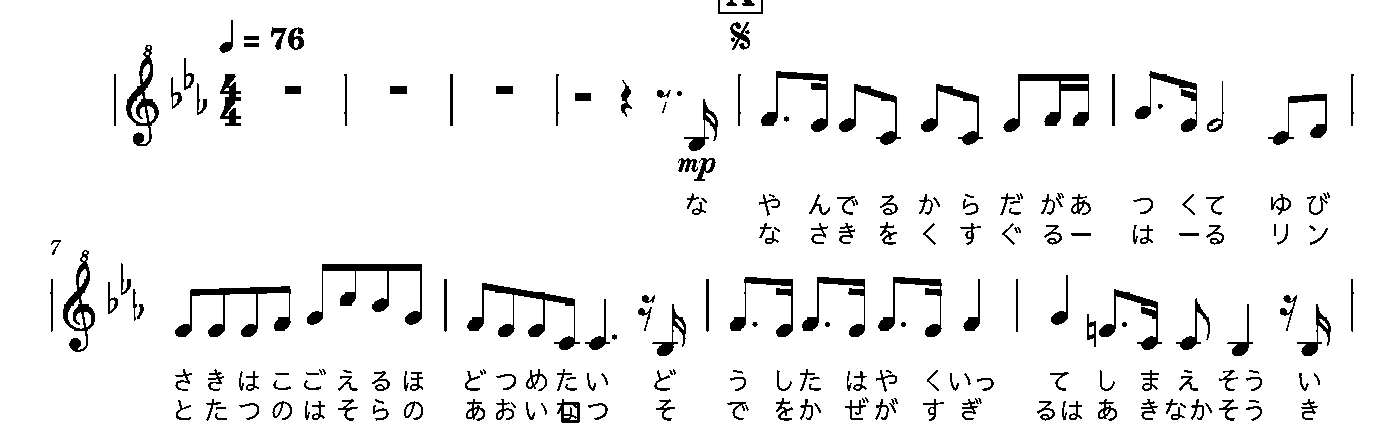 = 76
mp
な や んで る か ら だ があ つ くて ゆ び
な さき を く す ぐ るー は ーる リ ン
7
さ き は こ ご え る ほ ど つ め た い ど う し た は や く いっ て し ま え そう い
と た つ の は そ ら の あ お い つ そ で を か ぜ が す ぎ るは あ きなか そう き